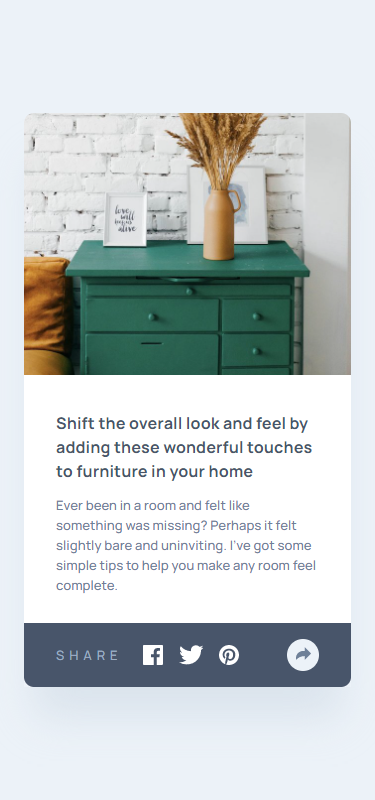 love
will
begin
alive
Shift the overall look and feel by
adding these wonderful touches
to furniture in your home
Ever been in a room and felt like
something was missing? Perhaps it felt
slightly bare and uninviting. I've got some
simple tips to help you make any room feel
complete.
SHARE